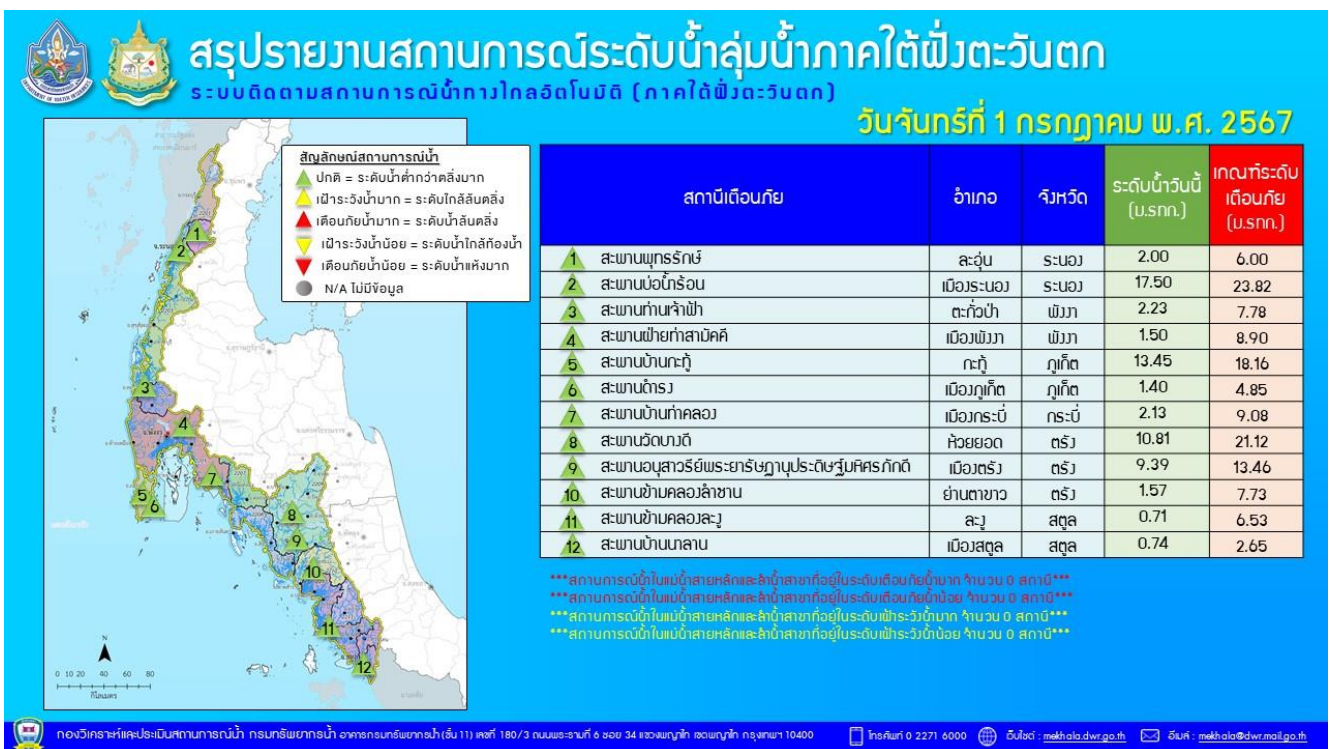 สรุปรายงานสถานการณ์ระดับน้ำลุ่มน้ำภาคใต้ฝั่งตะวันตก
ระบบติดตามสถานการณ์น้ำทางไกลอัตโนมัติ (ภาคใต้ฝั่งตะวันตก)
วันจันทร์ที่ 1 กรกฎาคม พ.ศ. 2567
สัญลักษณ์สถานการณ์น้ำ
ปกติ = ระดับน้ำต่ำกว่าตลิ่งมาก
เฝ้าระวังน้ำมาก = ระดับใกล้ล้นตลิ่ง
เตือนภัยน้ำมาก = ระดับน้ำล้นตลิ่ง
เฝ้าระวังน้ำน้อย = ระดับน้ำใกล้ท้องน้ำ
เตือนภัยน้ำน้อย = ระดับน้ำแห้งมาก
N/A ไม่มีข้อมูล
1
2
3
4
5
6
7
8
9
10
11
12
N
0 10 20 40 60 80
กิโลเมตร
สถานีเตือนภัย อำเภอ จังหวัด ระดับน้ำวันนี้ (ม.รทก.) เกณฑ์ระดับเตือนภัย (ม.รทก.)
1 สะพานพุทธรักษ์ ละอุ่น ระนอง 2.00 6.00
2 สะพานบ่อน้ำร้อน เมืองระนอง ระนอง 17.50 23.82
3 สะพานท่านเจ้าฟ้า ตะกั่วป่า พังงา 2.23 7.78
4 สะพานฝ่ายท่าสามัคคี เมืองพังงา พังงา 1.50 8.90
5 สะพานบ้านกะทู้ กะทู้ ภูเก็ต 13.45 18.16
6 สะพานดำรง เมืองภูเก็ต ภูเก็ต 1.40 4.85
7 สะพานบ้านท่าคลอง เมืองกระบี่ กระบี่ 2.13 9.08
8 สะพานวัดบางดี ห้วยยอด ตรัง 10.81 21.12
9 สะพานอนุสาวรีย์พระยารัษฎานุประดิษฐ์มหิศรภักดี เมืองตรัง ตรัง 9.39 13.46
10 สะพานข้ามคลองลำชาน ย่านตาขาว ตรัง 1.57 7.73
11 สะพานข้ามคลองละงู ละงู สตูล 0.71 6.53
12 สะพานบ้านนาลาน เมืองสตูล สตูล 0.74 2.65
***สถานการณ์น้ำในแม่น้ำสายหลักและลำน้ำสาขาที่อยู่ในระดับเตือนภัยน้ำมาก จำนวน 0 สถานี***
***สถานการณ์น้ำในแม่น้ำสายหลักและลำน้ำสาขาที่อยู่ในระดับเตือนภัยน้ำน้อย จำนวน 0 สถานี***
***สถานการณ์น้ำในแม่น้ำสายหลักและลำน้ำสาขาที่อยู่ในระดับเฝ้าระวังน้ำมาก จำนวน 0 สถานี***
***สถานการณ์น้ำในแม่น้ำสายหลักและลำน้ำสาขาที่อยู่ในระดับเฝ้าระวังน้ำน้อย จำนวน 0 สถานี***
กองวิเคราะห์และประเมินสถานการณ์น้ำ กรมทรัพยากรน้ำ อาคารกรมทรัพยากรน้ำ (ชั้น 11) เลขที่ 180/3 ถนนพระรามที่ 6 ซอย 34 แขวงพญาไท เขตพญาไท กรุงเทพฯ 10400 โทรศัพท์ 0 2271 6000 เว็บไซต์ : mekhala.dwr.go.th อีเมล์ : mekhala@dwr.mail.go.th